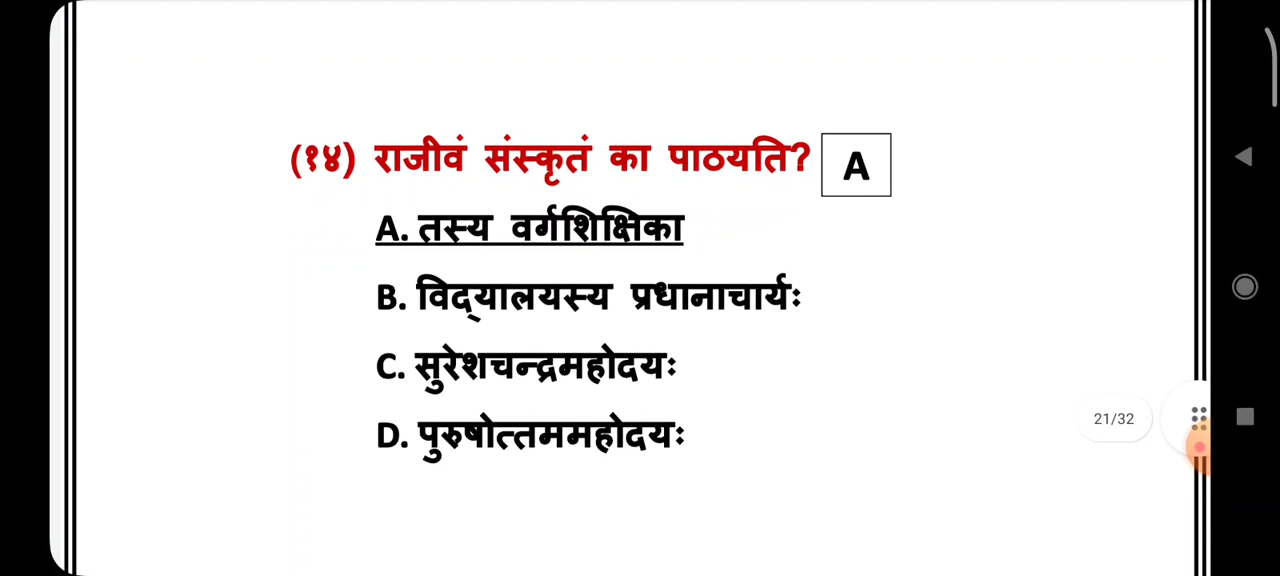 (१४) राजीवं संस्कृतं का पाठयति? A
A. तस्य वर्गशिक्षिका
B. विद्‌यालयस्य प्रधानाचार्यः
C. सुरेशचन्द्रमहोदयः
D. पुरुषोत्तममहोदयः
21/32